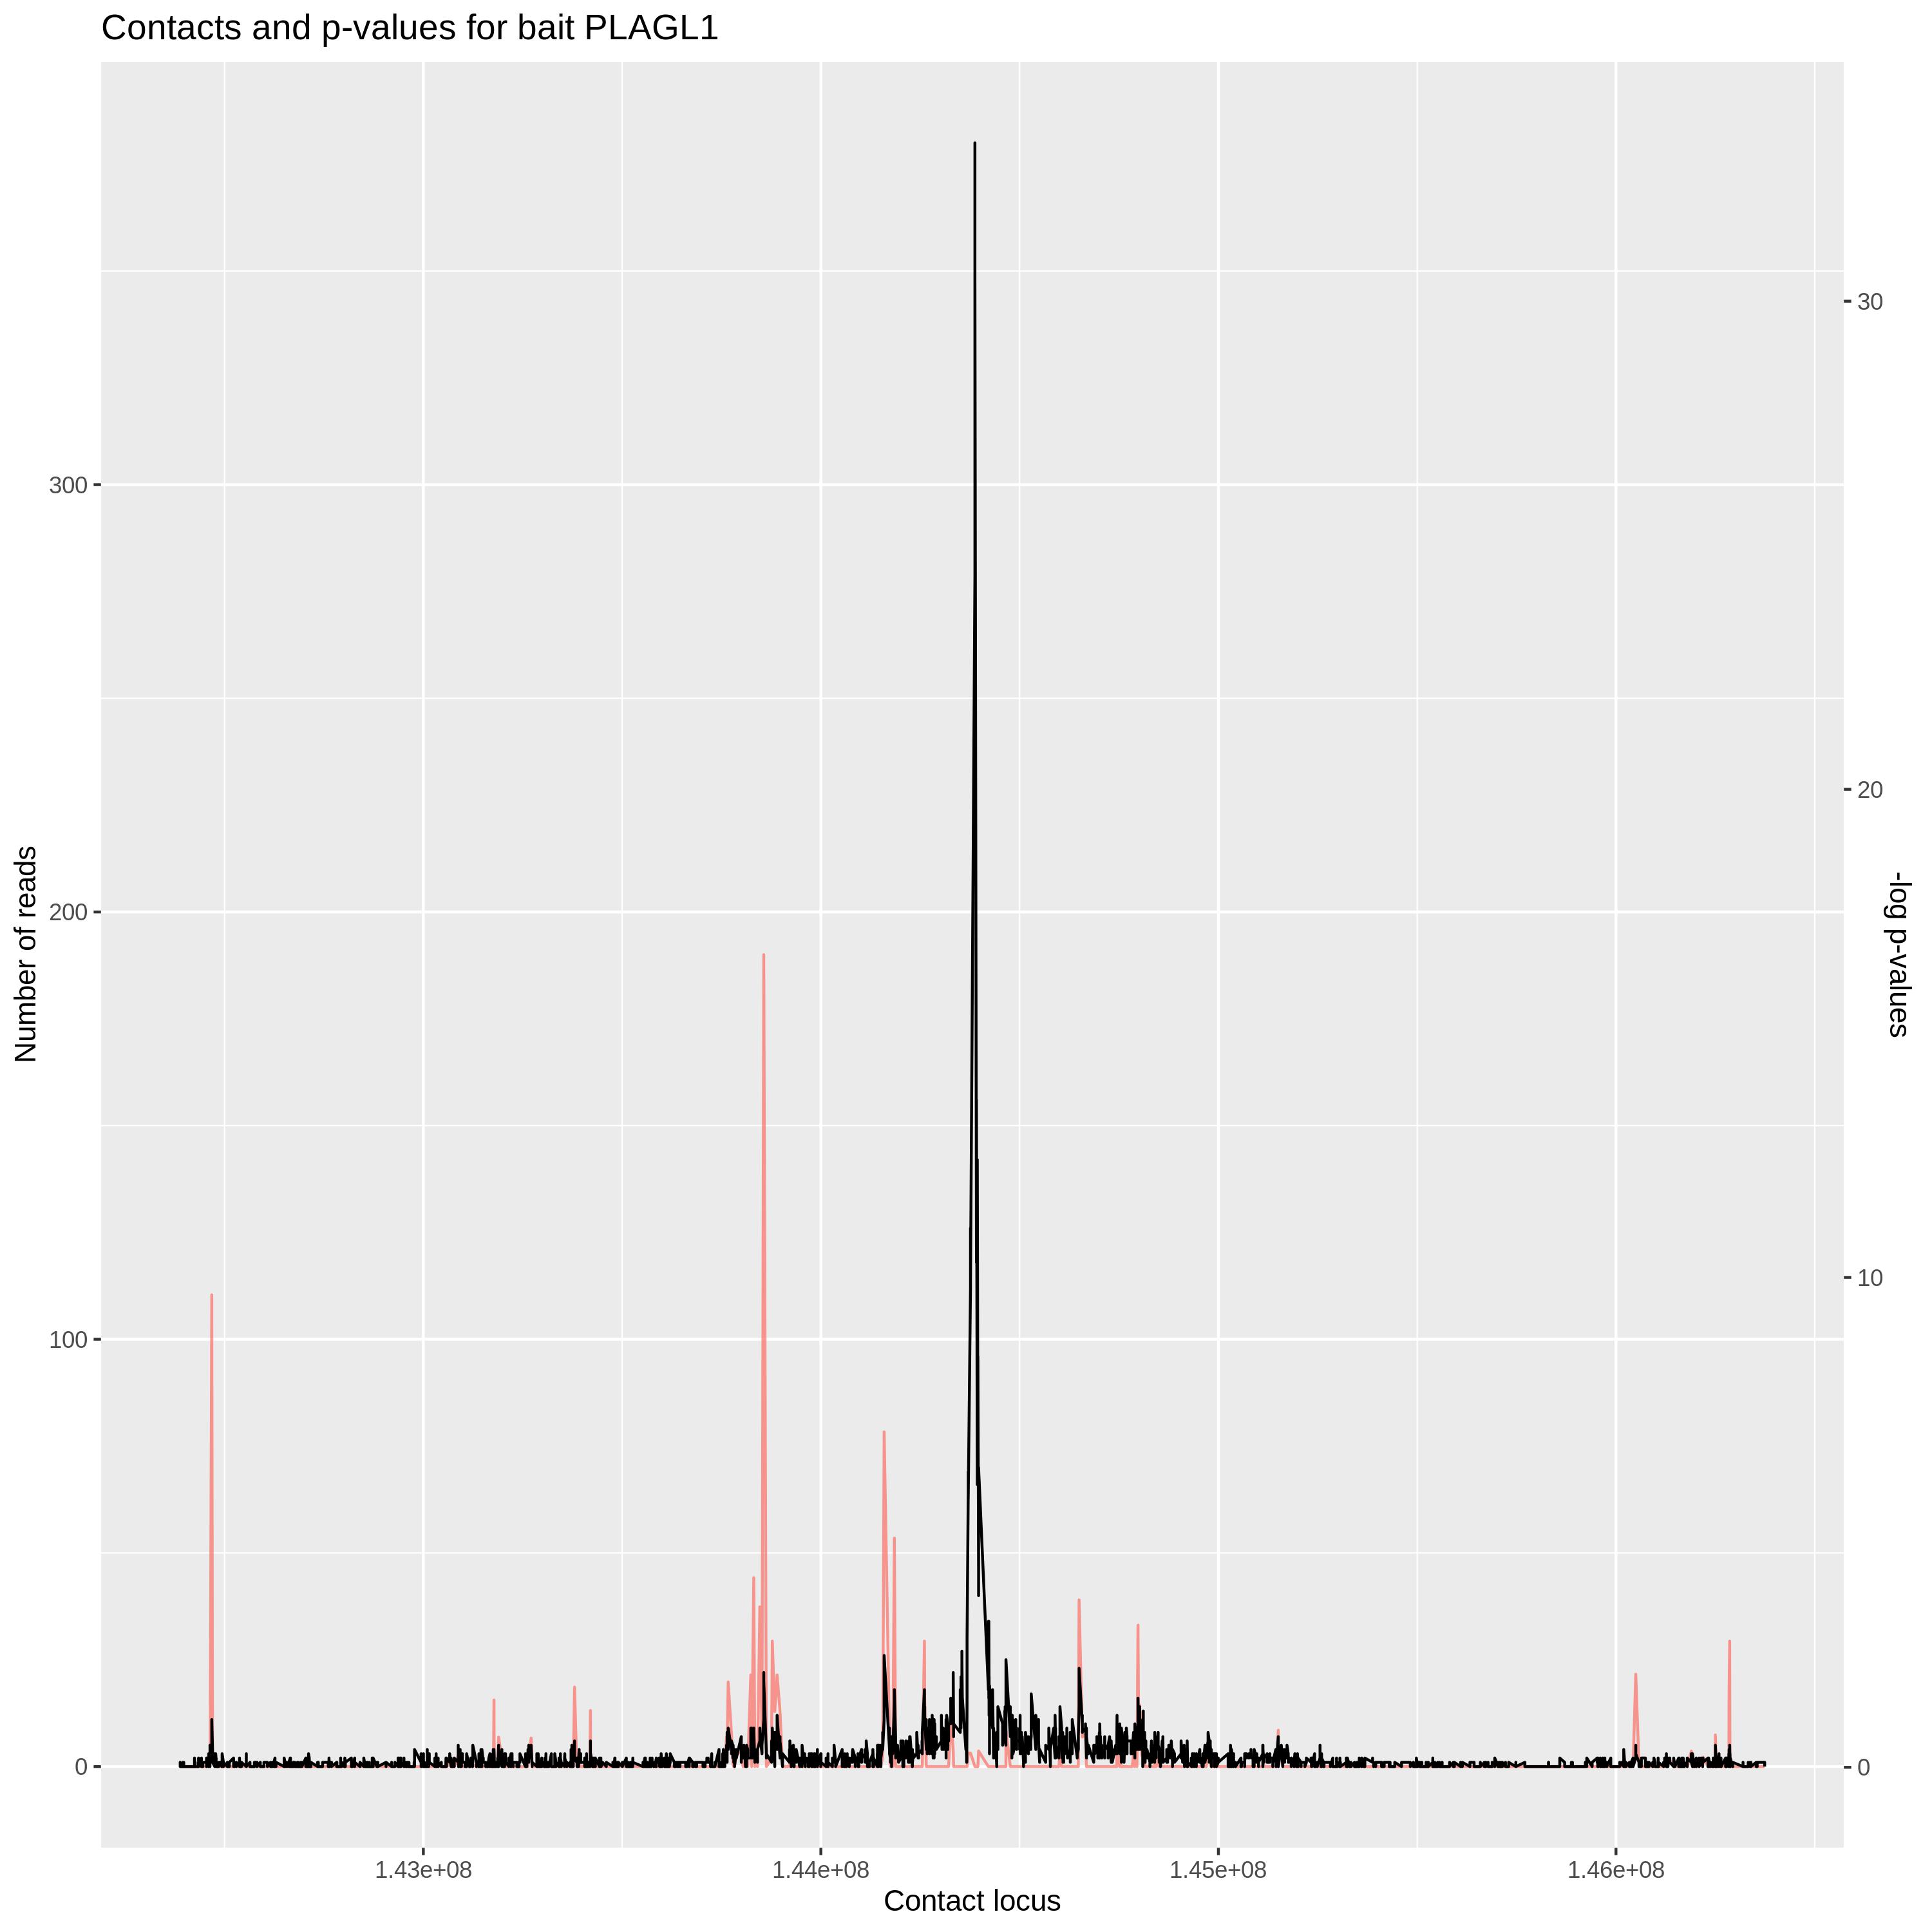 Contacts and p-values for bait PLAGL1
300
200
100
0
Number of reads
30
20
10
0
-log p-values
1.43e+08
1.44e+08
1.45e+08
1.46e+08
Contact locus